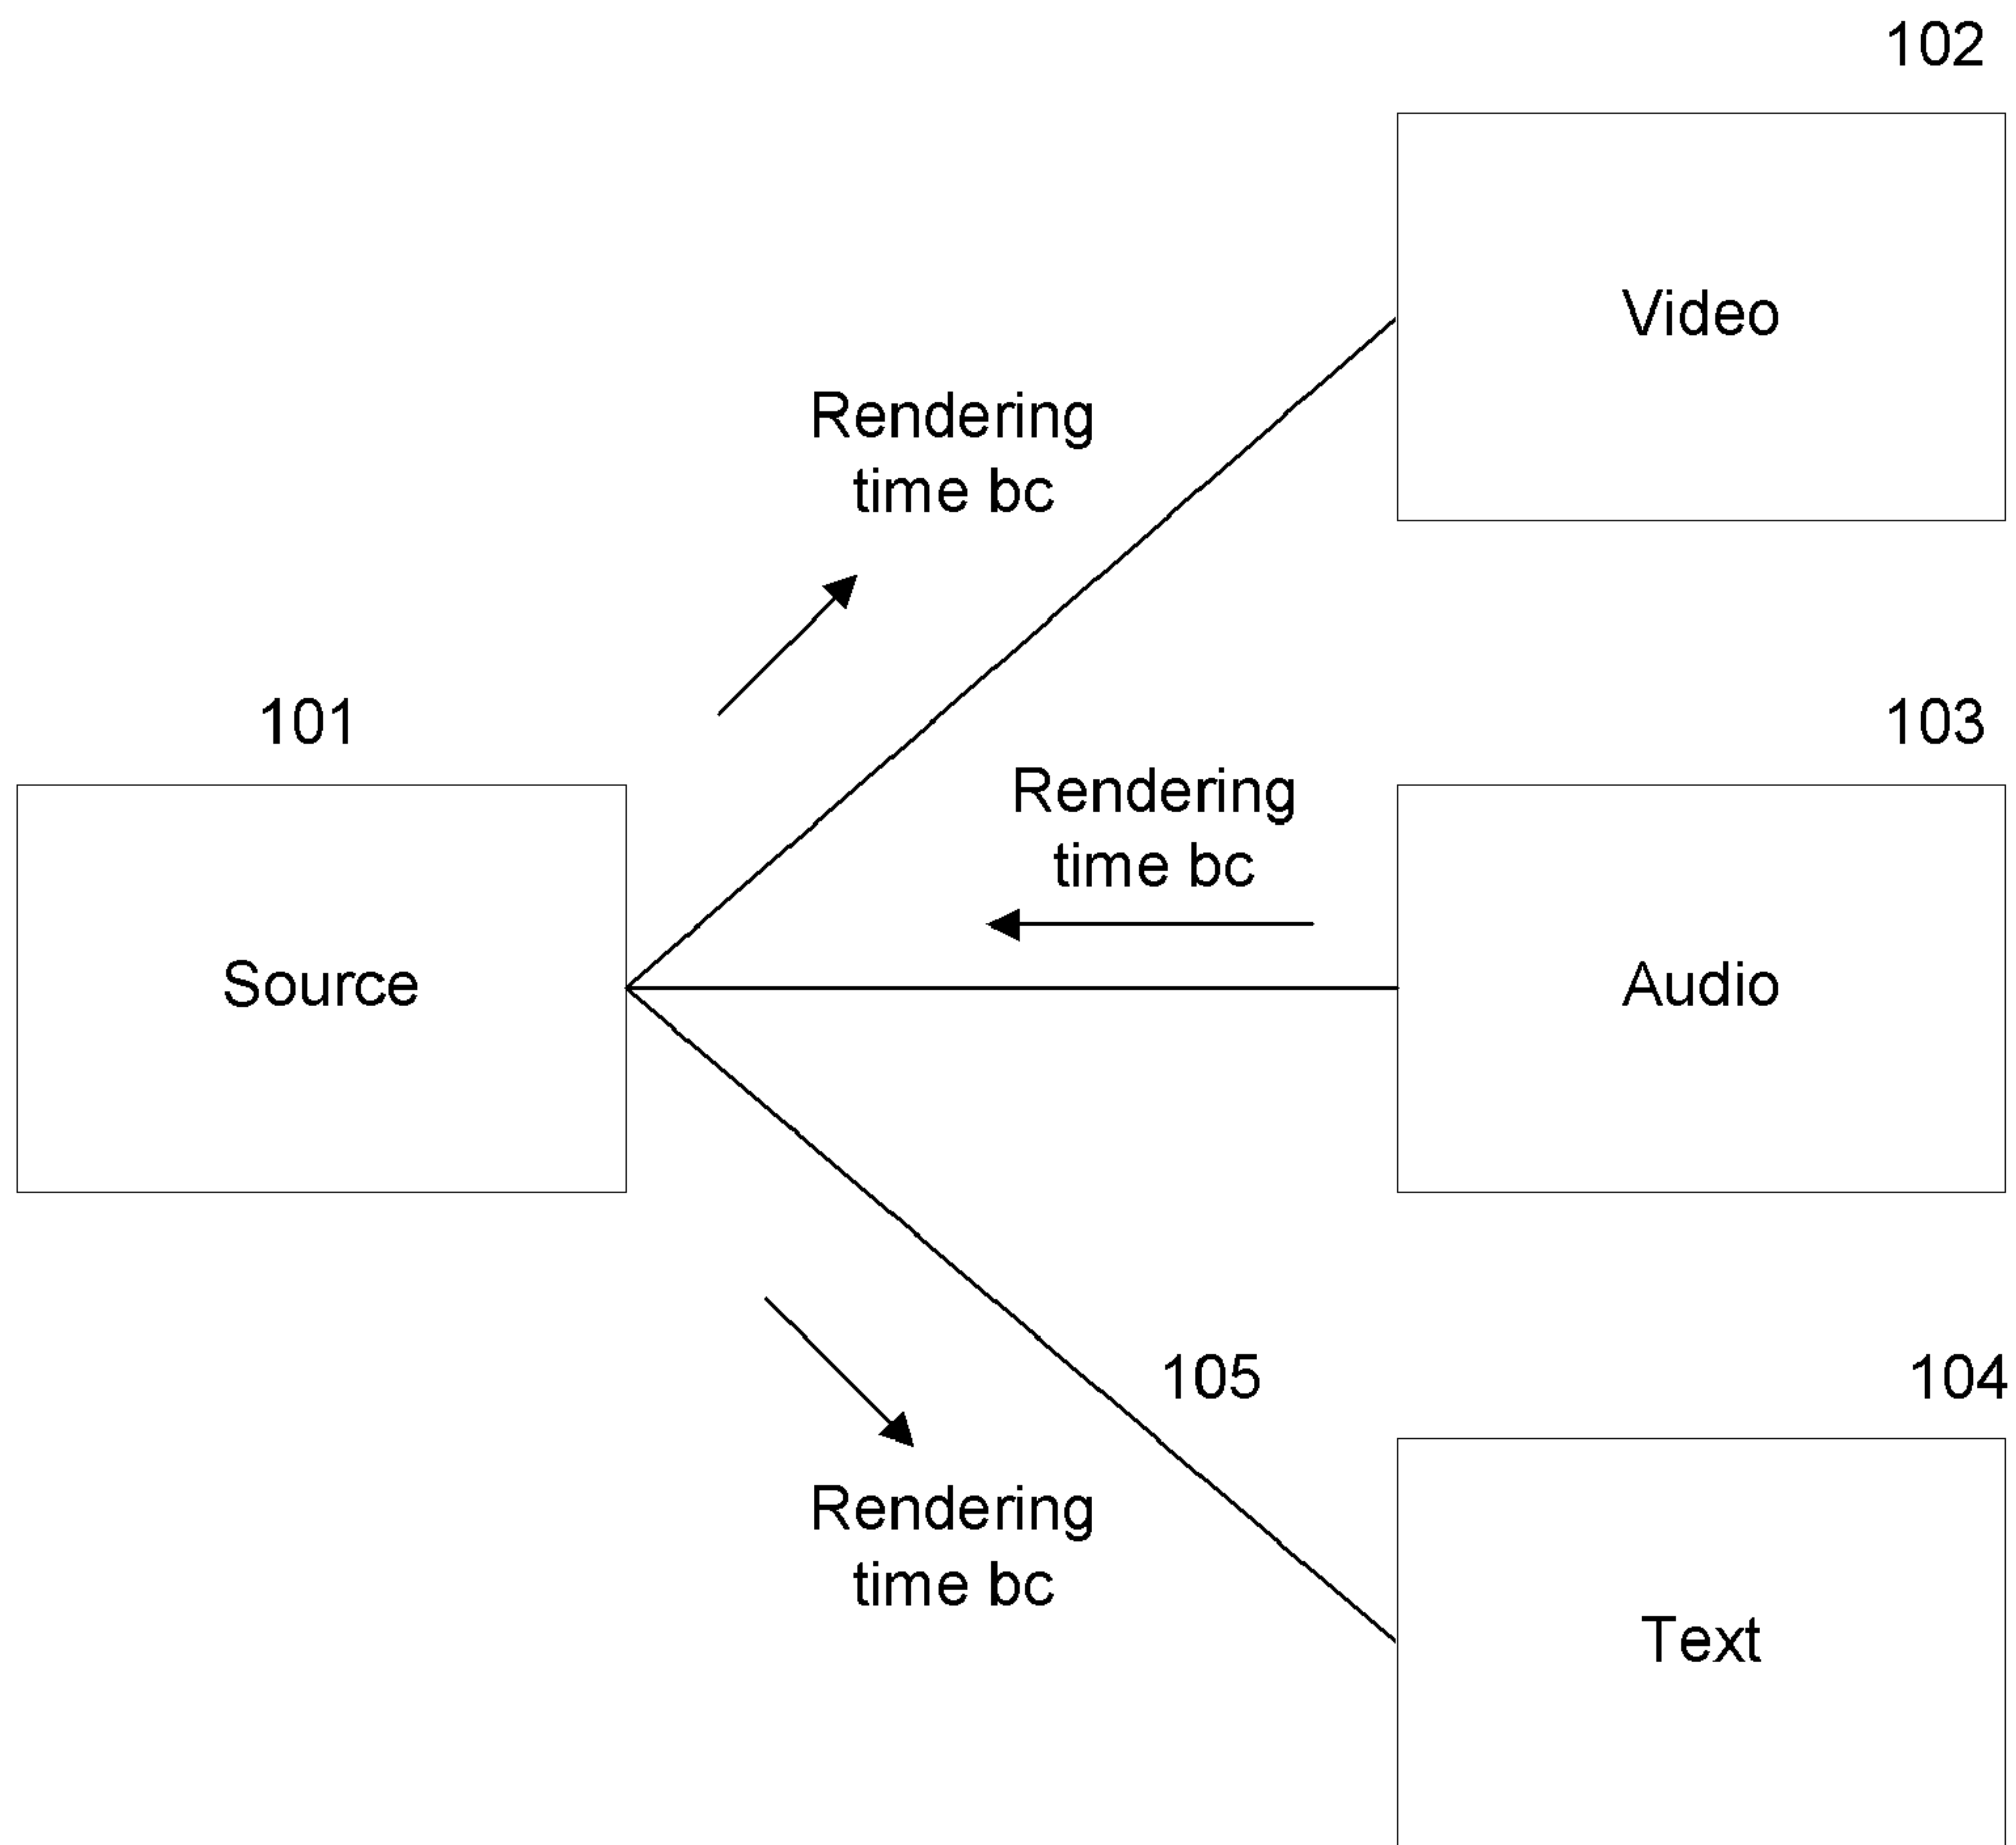 102
Video
Rendering
time bc
101
103
Rendering
time bc
Source
Audio
105
104
Rendering
time bc
Text